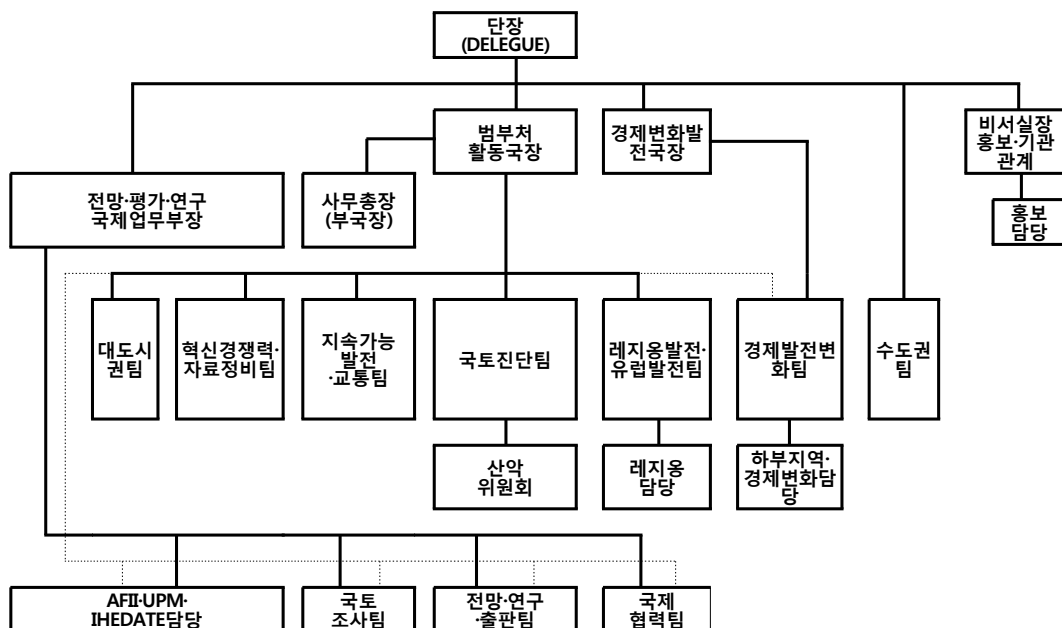 단장
(DELEGUE)
범부처
활동국장
경제변화발
전국장
비서실장
홍보·기관
관계
전망·평가·연구
국제업무부장
사무총장
(부국장)
홍보
담당
대도시
권팀
혁신경쟁력·
자료정비팀
지속가능
발전
·교통팀
국토진단팀
레지옹발전·
유럽발전팀
경제발전변
화팀
수도권
팀
산악
위원회
레지옹
담당
하부지역·
경제변화담
당
AFII·UPM·
IHEDATE담당
국토
조사팀
전망·연구
·출판팀
국제
협력팀